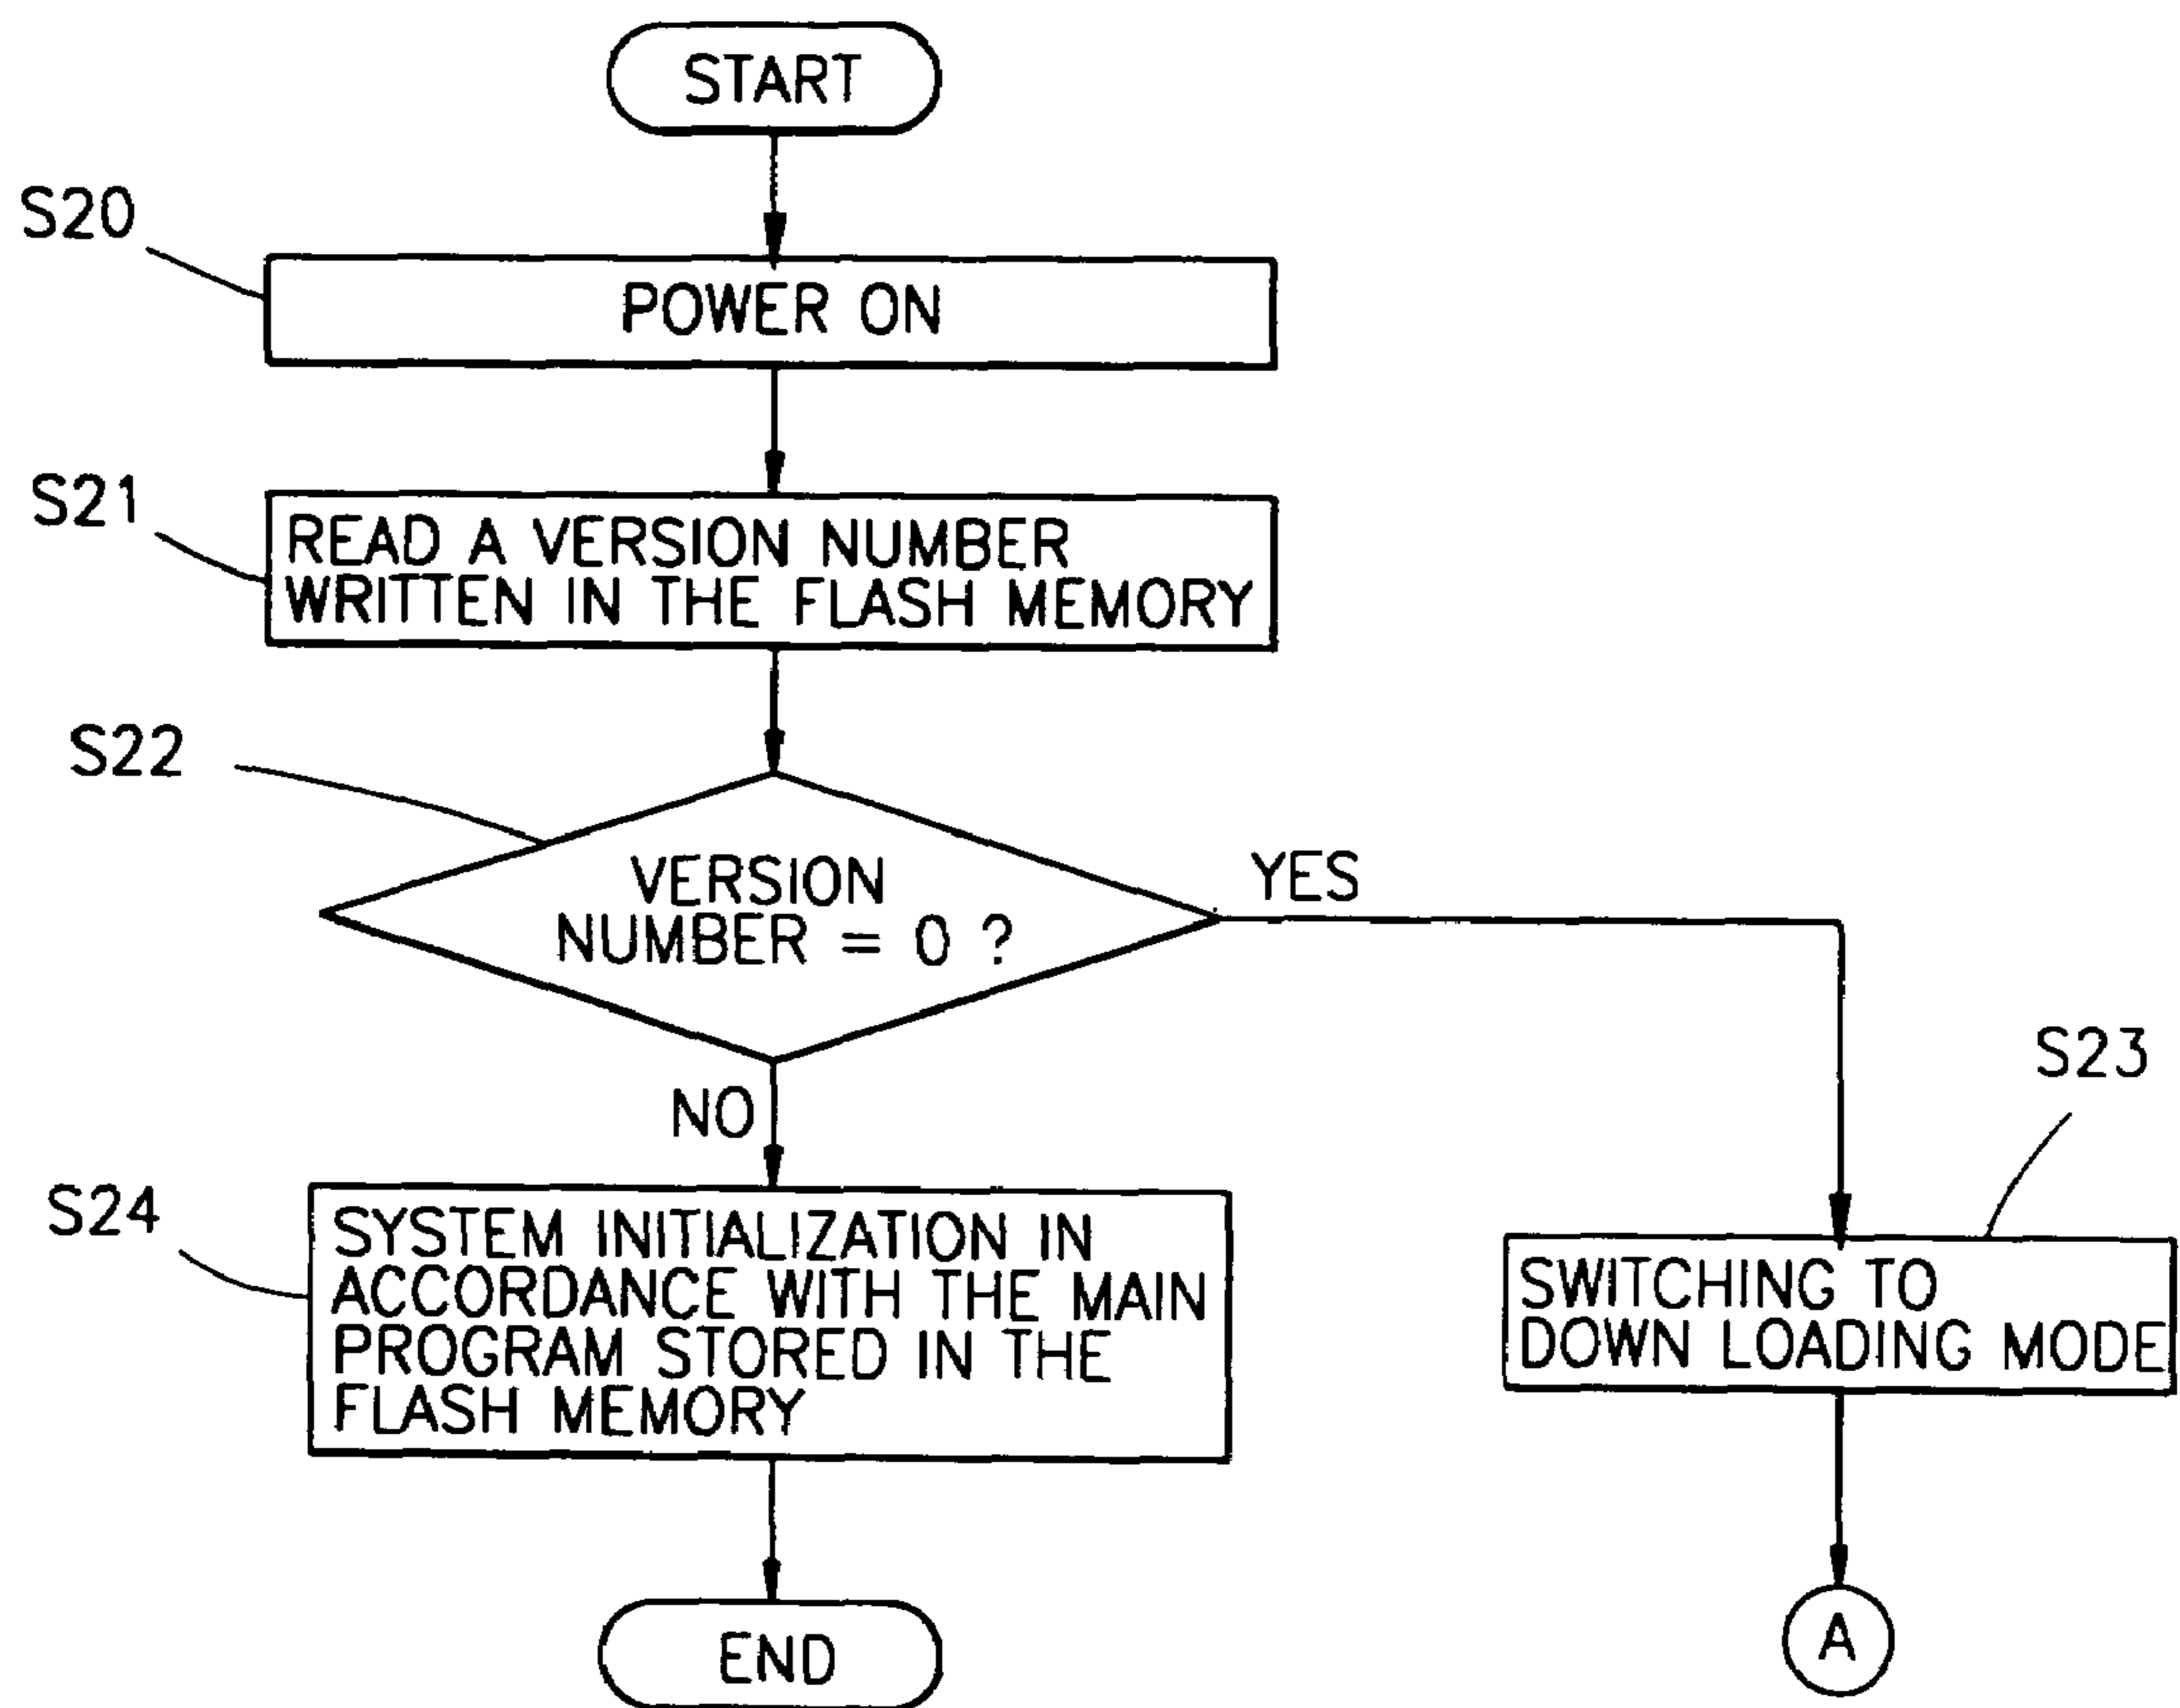 START
S20
POWER ON
S21
READ A VERSION NUMBER
WRITTEN IN THE FLASH MEMORY
S22
VERSION
NUMBER = 0 ?
YES
NO
S23
S24
SYSTEM INITIALIZATION IN
ACCORDANCE WITH THE MAIN
PROGRAM STORED IN THE
FLASH MEMORY
SWITCHING TO
DOWN LOADING MODE
END
A